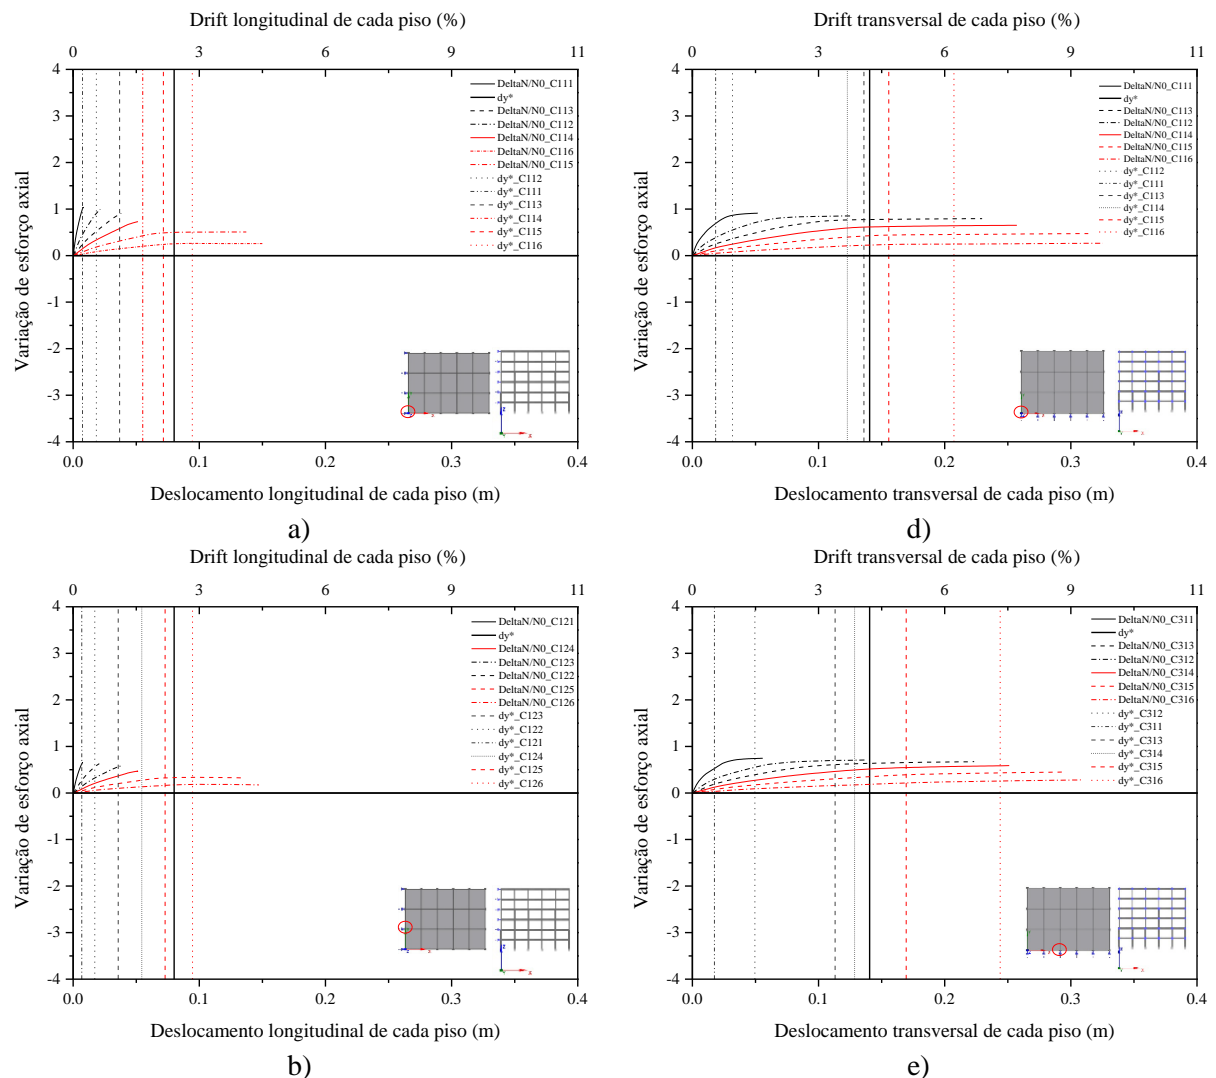 Drift longitudinal de cada piso (%)
0 3 6 9 11
4
3
2
1
0
-1
-2
-3
-4
Variação de esforço axial
DeltaN/N0_C111
dy*
DeltaN/N0_C113
DeltaN/N0_C112
DeltaN/N0_C114
DeltaN/N0_C116
DeltaN/N0_C115
dy*_C112
dy*_C111
dy*_C113
dy*_C114
dy*_C115
dy*_C116
0.0 0.1 0.2 0.3 0.4
Deslocamento longitudinal de cada piso (m)
a)
Drift transversal de cada piso (%)
0 3 6 9 11
4
3
2
1
0
-1
-2
-3
-4
Variação de esforço axial
DeltaN/N0_C111
dy*
DeltaN/N0_C113
DeltaN/N0_C112
DeltaN/N0_C114
DeltaN/N0_C115
DeltaN/N0_C116
dy*_C112
dy*_C111
dy*_C113
dy*_C114
dy*_C115
dy*_C116
0.0 0.1 0.2 0.3 0.4
Deslocamento transversal de cada piso (m)
d)
Drift longitudinal de cada piso (%)
0 3 6 9 11
4
3
2
1
0
-1
-2
-3
-4
Variação de esforço axial
DeltaN/N0_C121
dy*
DeltaN/N0_C124
DeltaN/N0_C123
DeltaN/N0_C122
DeltaN/N0_C125
DeltaN/N0_C126
dy*_C123
dy*_C122
dy*_C121
dy*_C124
dy*_C125
dy*_C126
0.0 0.1 0.2 0.3 0.4
Deslocamento longitudinal de cada piso (m)
b)
Drift transversal de cada piso (%)
0 3 6 9 11
4
3
2
1
0
-1
-2
-3
-4
Variação de esforço axial
DeltaN/N0_C311
dy*
DeltaN/N0_C313
DeltaN/N0_C312
DeltaN/N0_C314
DeltaN/N0_C315
DeltaN/N0_C316
dy*_C312
dy*_C311
dy*_C313
dy*_C314
dy*_C315
dy*_C316
0.0 0.1 0.2 0.3 0.4
Deslocamento transversal de cada piso (m)
e)